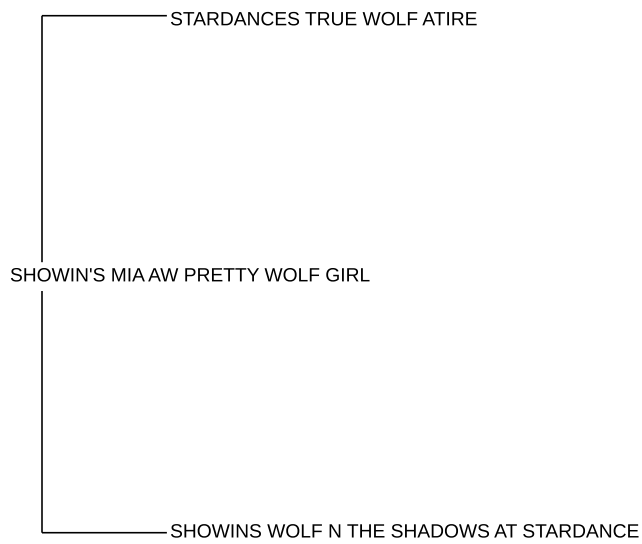 STARDANCES TRUE WOLF ATIRE
SHOWIN'S MIA AW PRETTY WOLF GIRL
SHOWINS WOLF N THE SHADOWS AT STARDANCE